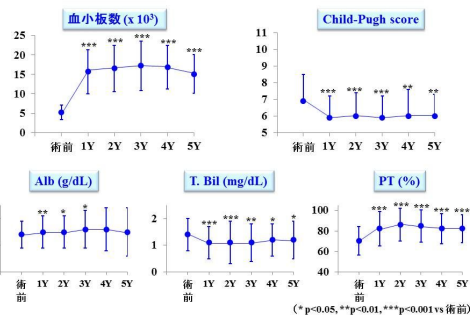 血小板数 (x 10³)
25
20
15
10
5
0
*** *** *** *** ***
術前 1Y 2Y 3Y 4Y 5Y
Child-Pugh score
11
10
9
8
7
6
5
*** *** *** ** **
術前 1Y 2Y 3Y 4Y 5Y
Alb (g/dL)
** * *
術前 1Y 2Y 3Y 4Y 5Y
T. Bil (mg/dL)
2
1
0
*** *** ** * *
術前 1Y 2Y 3Y 4Y 5Y
PT (%)
100
80
60
40
*** *** *** *** ***
術前 1Y 2Y 3Y 4Y 5Y
(* p<0.05, **p<0.01, ***p<0.001 vs 術前)